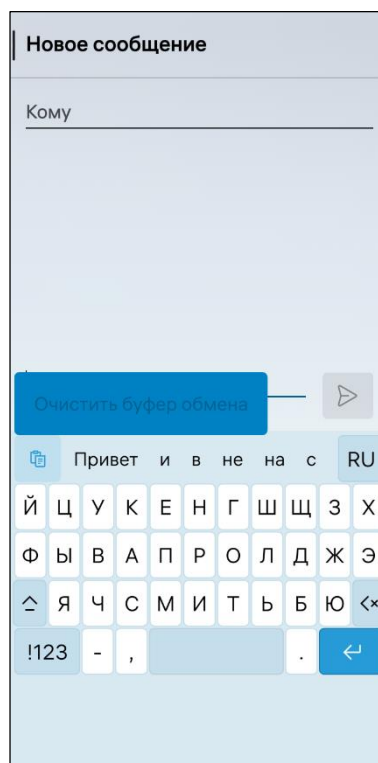 Новое сообщение
Кому
Очистить буфер обмена
Привет и в не на с RU
Й Ц У К Е Н Г Ш Щ З Х
Ф Ы В А П Р О Л Д Ж Э
Я Ч С М И Т Ь Б Ю
!123 - , .